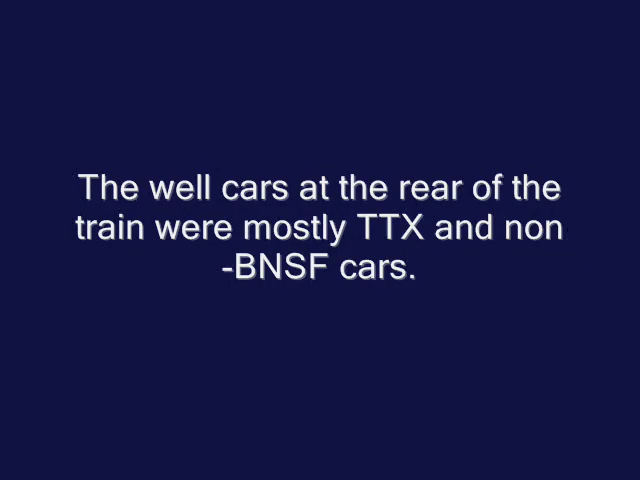 The well cars at the rear of the
train were mostly TTX and non
-BNSF cars.